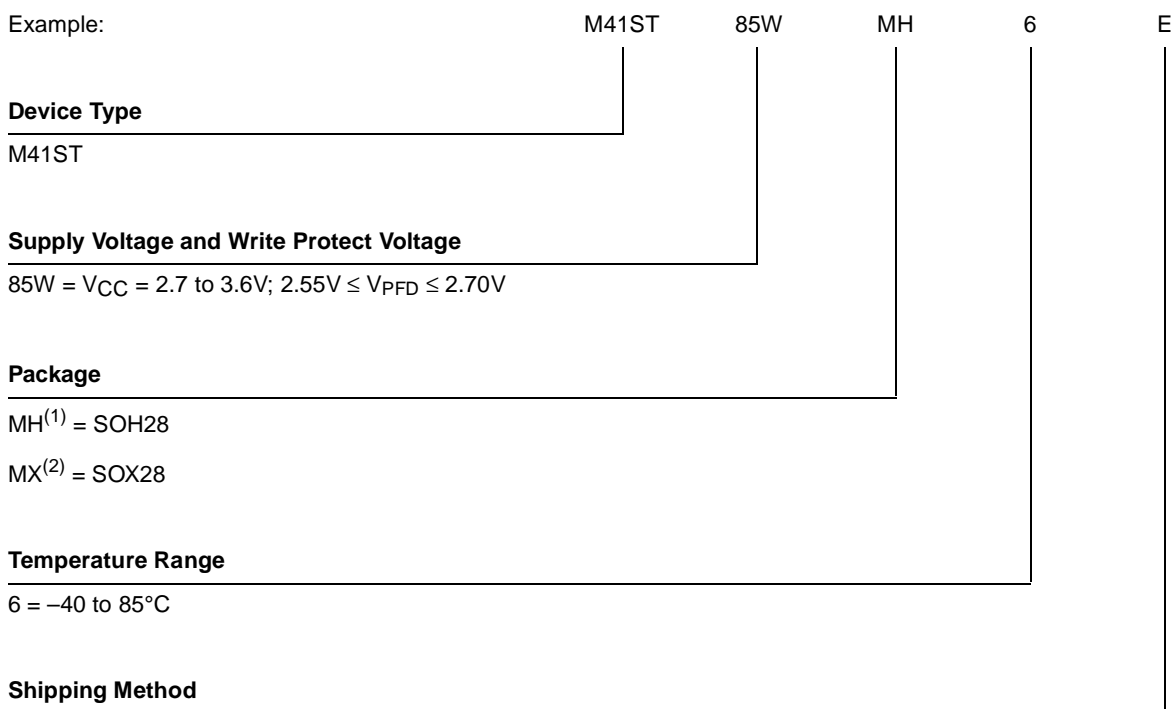 Example: M41ST 85W MH 6 E
Device Type
M41ST
Supply Voltage and Write Protect Voltage
85W = VCC = 2.7 to 3.6V; 2.55V ≤ VPFD ≤ 2.70V
Package
MH(1) = SOH28
MX(2) = SOX28
Temperature Range
6 = –40 to 85°C
Shipping Method